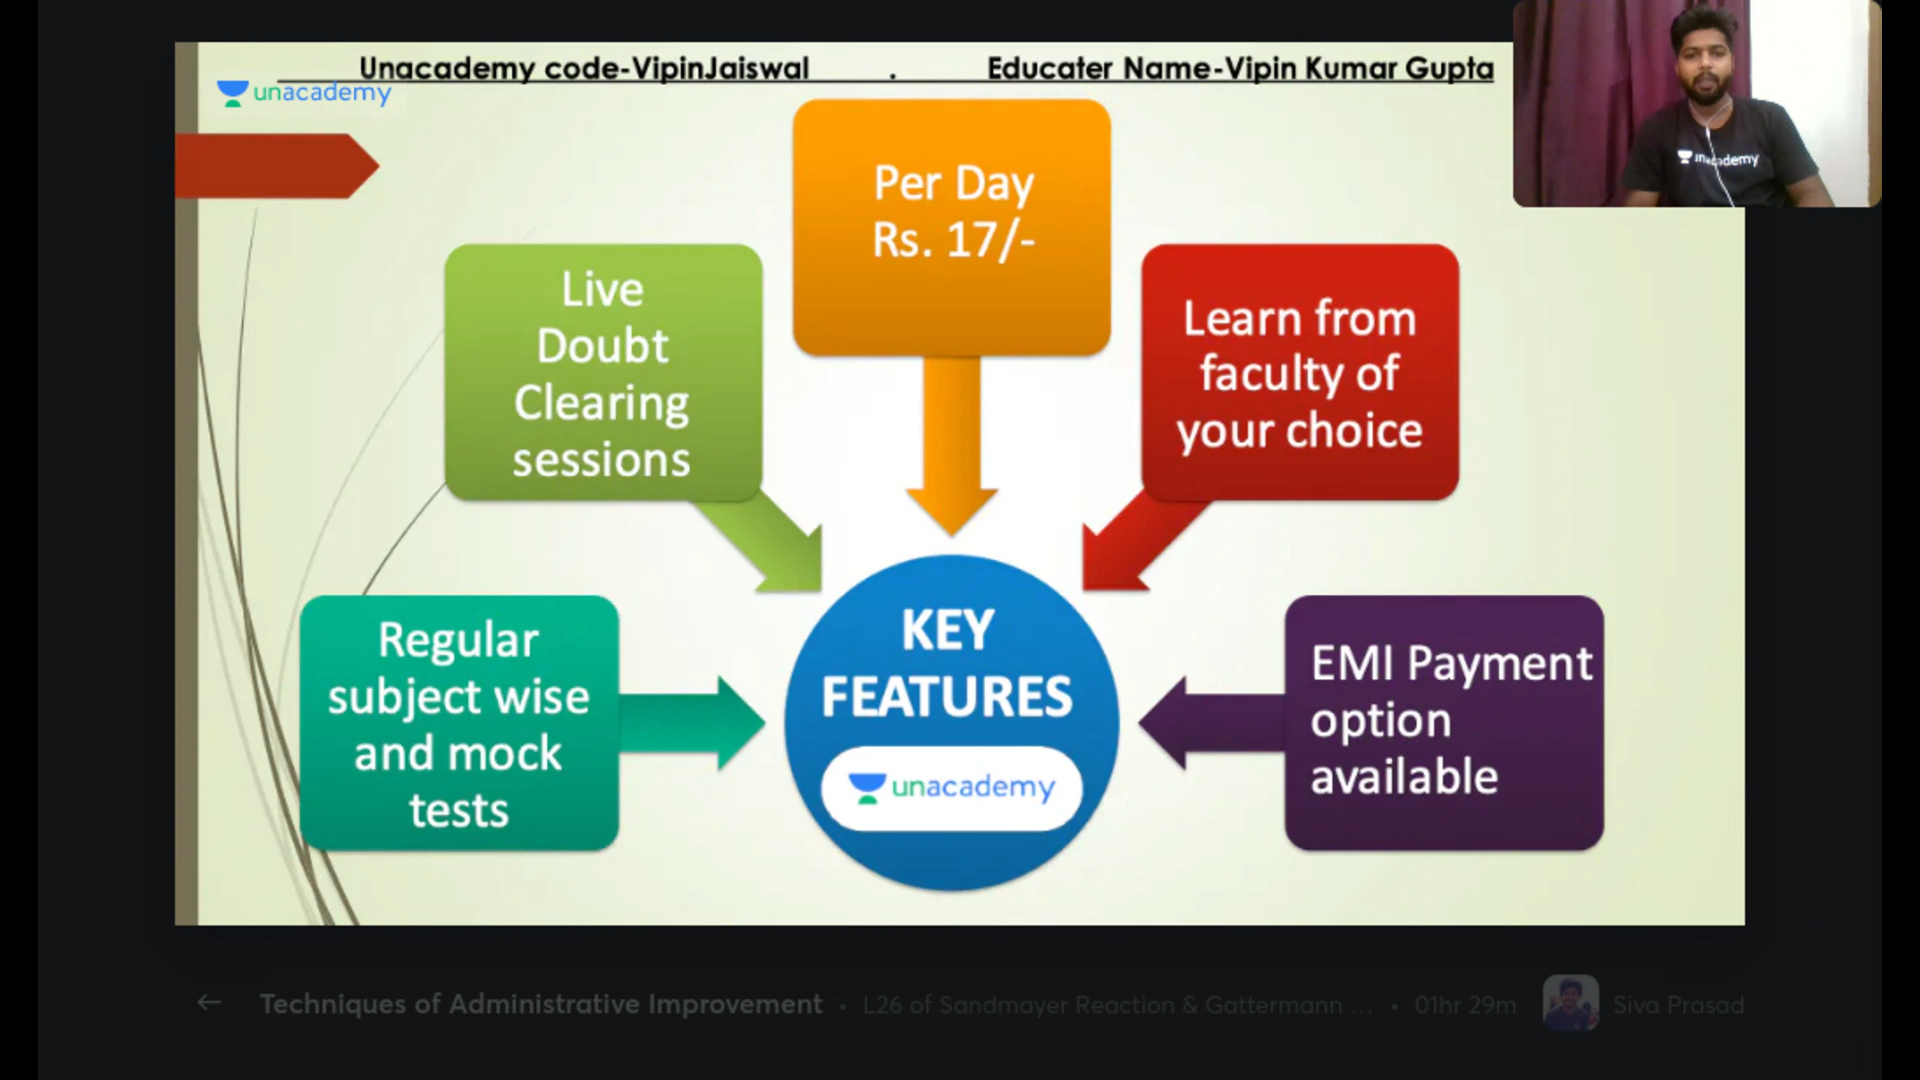 Unacademy code-VipinJaiswal . Educater Name-Vipin Kumar Gupta
unacademy
Per Day
Rs. 17/-
Live
Doubt
Clearing
sessions
Learn from
faculty of
your choice
Regular
subject wise
and mock
tests
KEY
FEATURES
unacademy
EMI Payment
option
available
unacademy
Techniques of Administrative Improvement • L26 of Sandmayer Reaction & Gattermann ... • 01hr 29m Siva Prasad